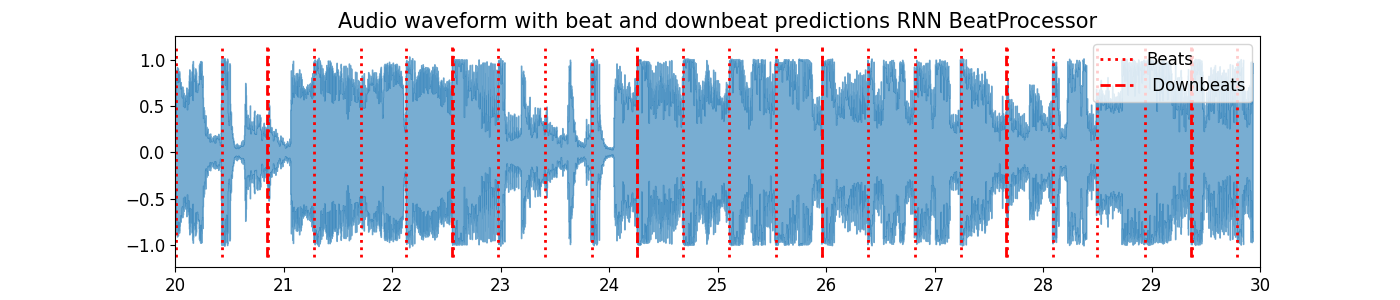 Audio waveform with beat and downbeat predictions RNN BeatProcessor
1.0
0.5
0.0
−0.5
−1.0
Beats
Downbeats
20 21 22 23 24 25 26 27 28 29 30